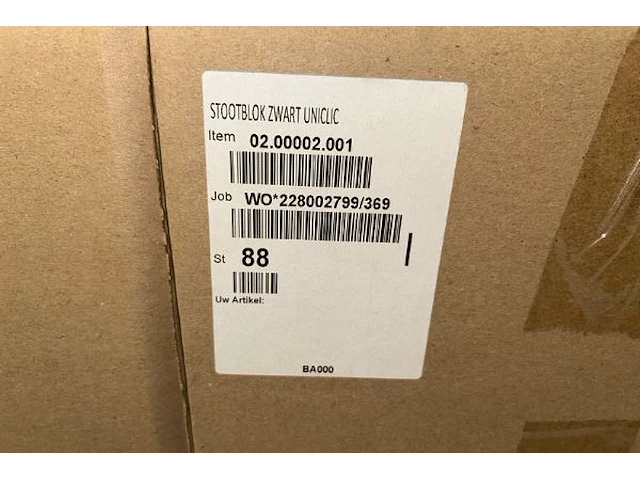 STOOTBLOK ZWART UNICLIC
Item 02.00002.001
Job WO*228002799/369
St 88
Uw Artikel:
BA000